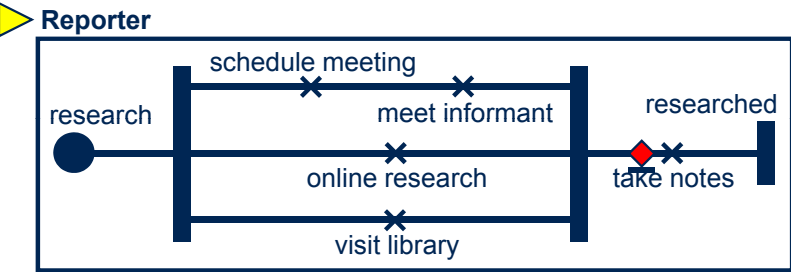 Reporter
schedule meeting
research
meet informant
researched
online research
take notes
visit library